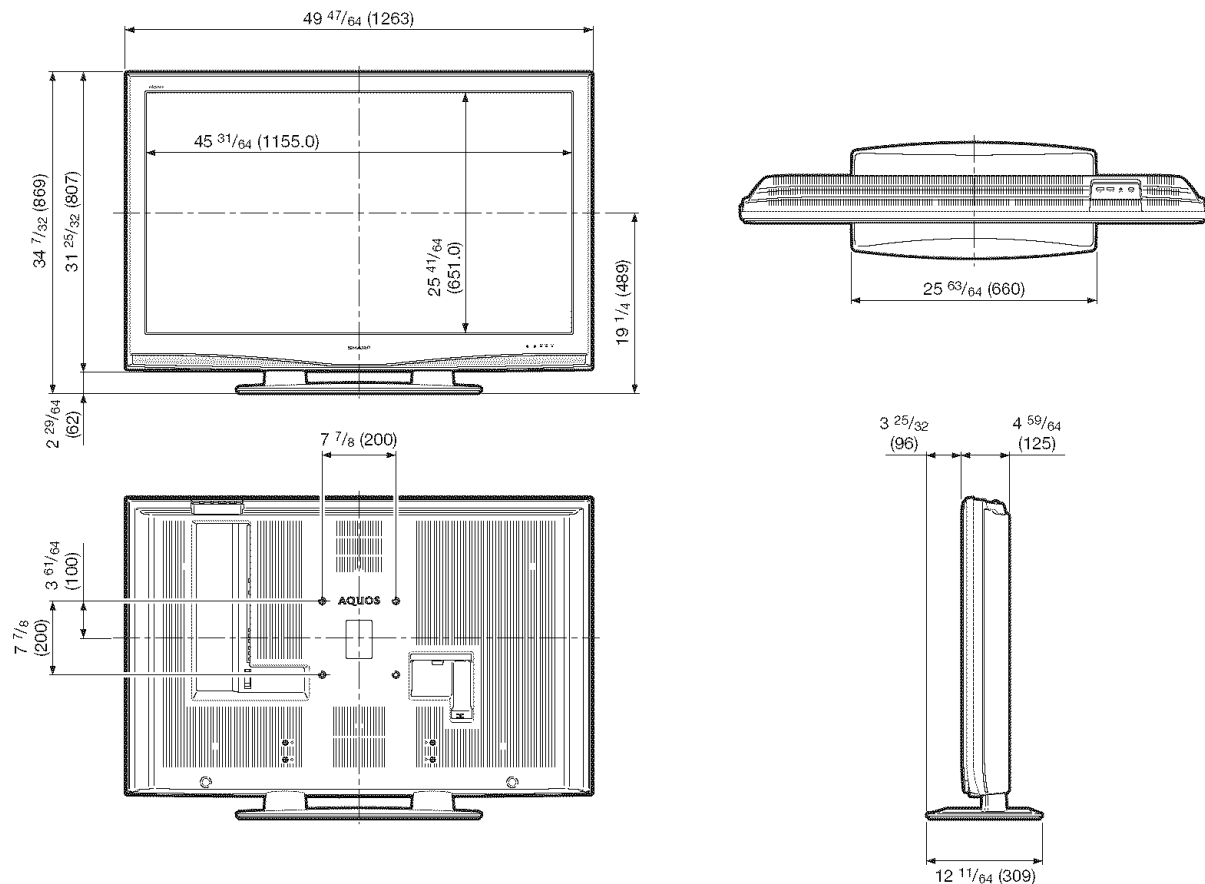 49 47/64 (1263)
AQUOS
45 31/64 (1155.0)
34 7/32 (869)
31 25/32 (807)
25 41/64
(651.0)
19 1/4 (489)
SHARP
2 29/64
(62)
25 63/64 (660)
7 7/8 (200)
3 61/64
(100)
7 7/8
(200)
AQUOS
3 25/32
(96)
4 59/64
(125)
12 11/64 (309)